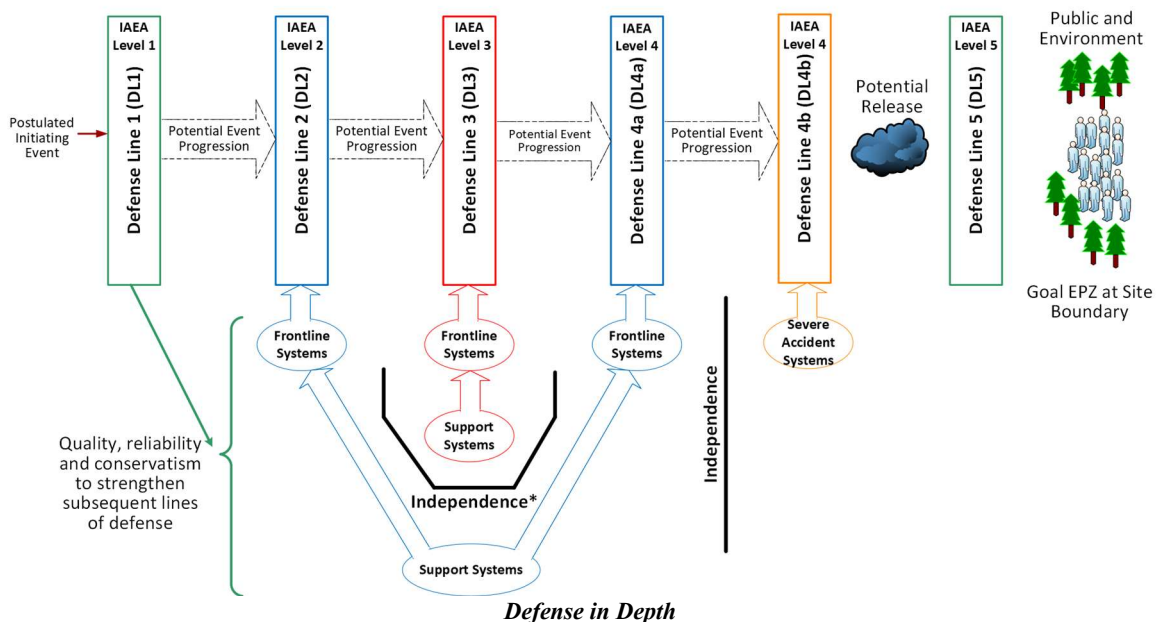 IAEA
Level 1
Defense Line 1 (DL1)
IAEA
Level 2
Defense Line 2 (DL2)
IAEA
Level 3
Defense Line 3 (DL3)
IAEA
Level 4
Defense Line 4a (DL4a)
IAEA
Level 4
Defense Line 4b (DL4b)
IAEA
Level 5
Defense Line 5 (DL5)
Public and
Environment
Postulated
Initiating
Event
Potential Event
Progression
Potential Event
Progression
Potential Event
Progression
Potential Event
Progression
Potential
Release
Goal EPZ at Site
Boundary
Frontline
Systems
Frontline
Systems
Frontline
Systems
Severe
Accident
Systems
Support
Systems
Independence*
Independence
Quality, reliability
and conservatism
to strengthen
subsequent lines
of defense
Support Systems
Defense in Depth